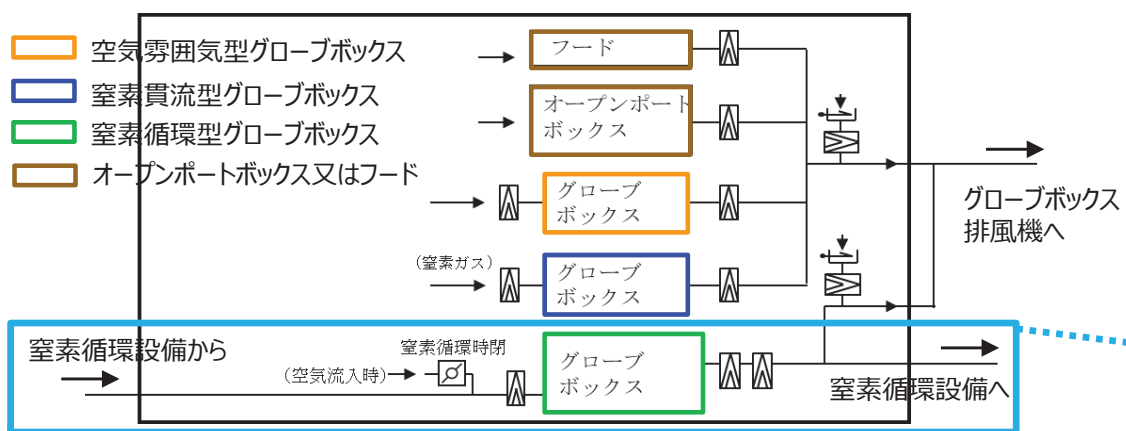 空気雰囲気型グローブボックス
窒素貫流型グローブボックス
窒素循環型グローブボックス
オープンポートボックス又はフード
フード
オープンポート
ボックス
グローブ
ボックス
(窒素ガス)
グローブ
ボックス
グローブボックス
排風機へ
窒素循環設備から
窒素循環時閉
(空気流入時)
グローブ
ボックス
窒素循環設備へ